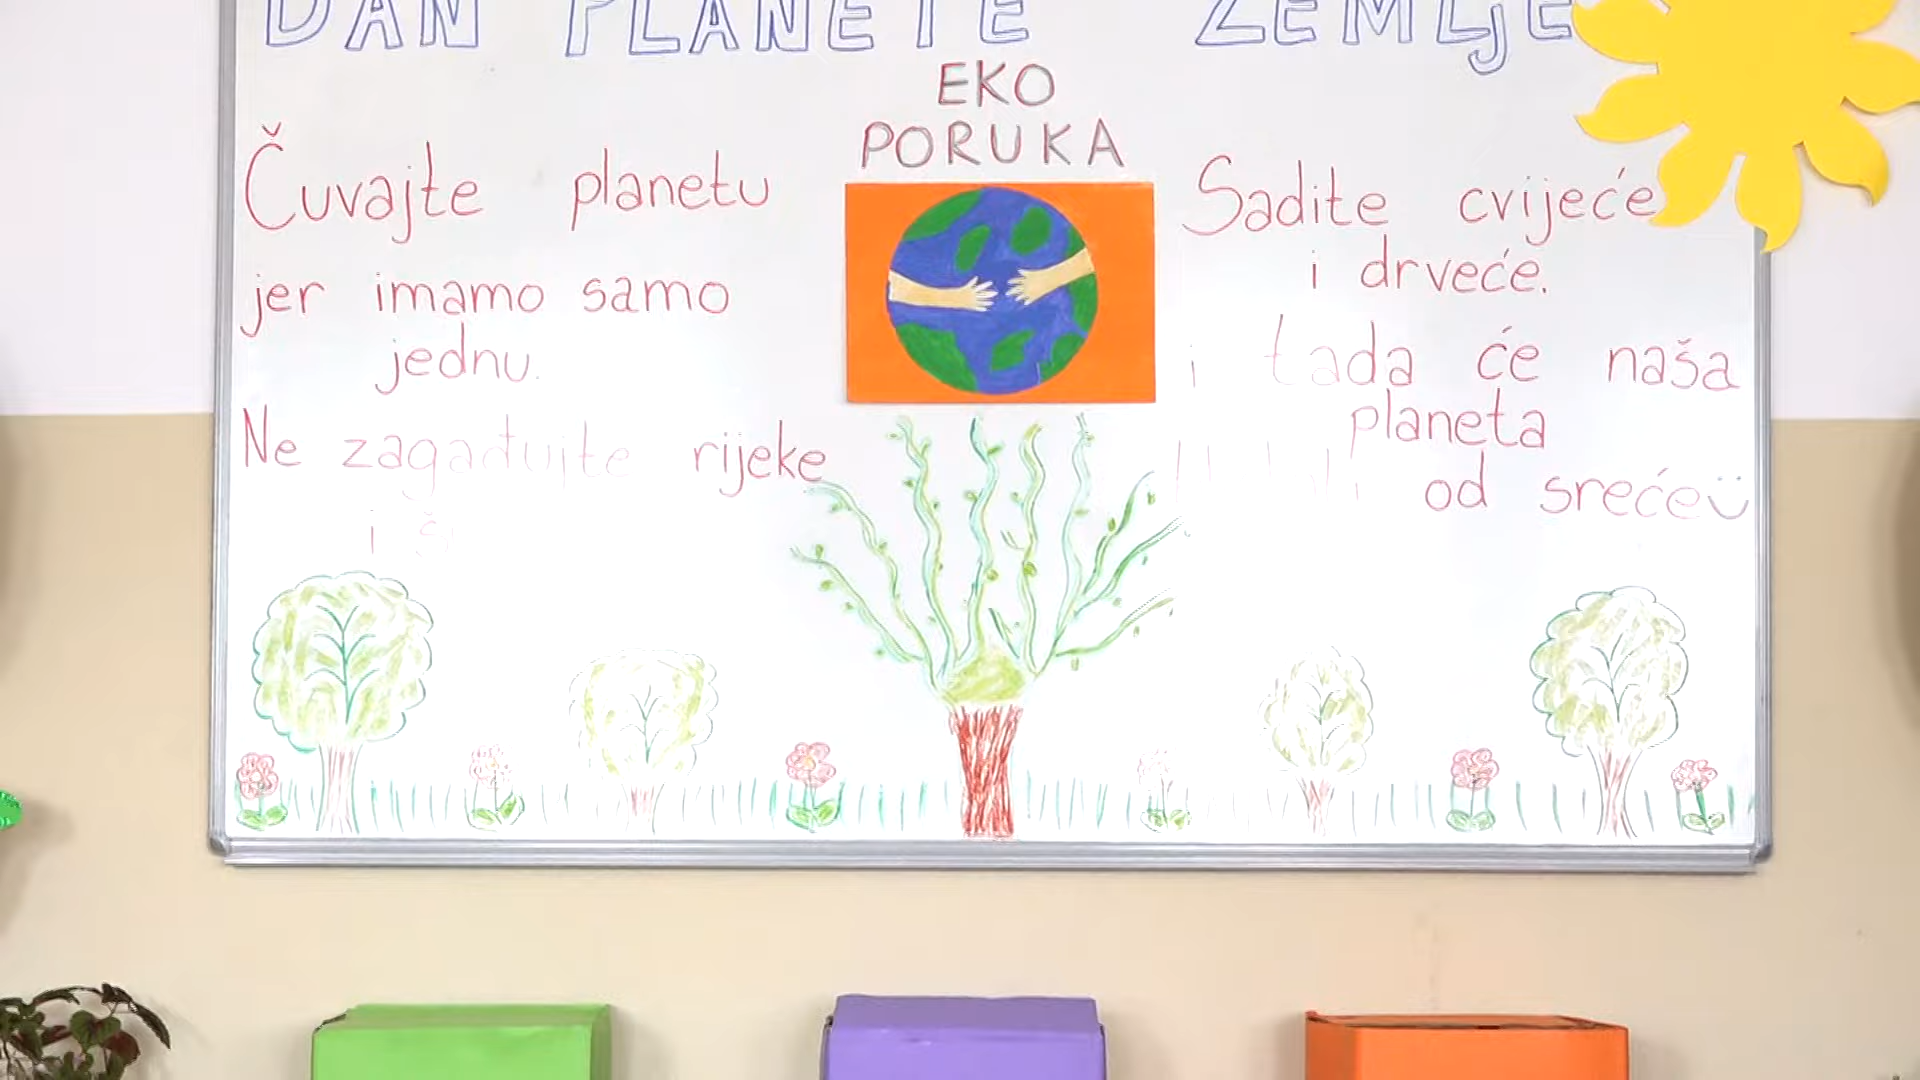 DAN PLANETE ZEMLJE
EKO
PORUKA
Čuvajte planetu
jer imamo samo
jednu.
Ne zagađujte rijeke
i
Sadite cvijeće
i drveće.
i tada će naša
planeta
od sreće